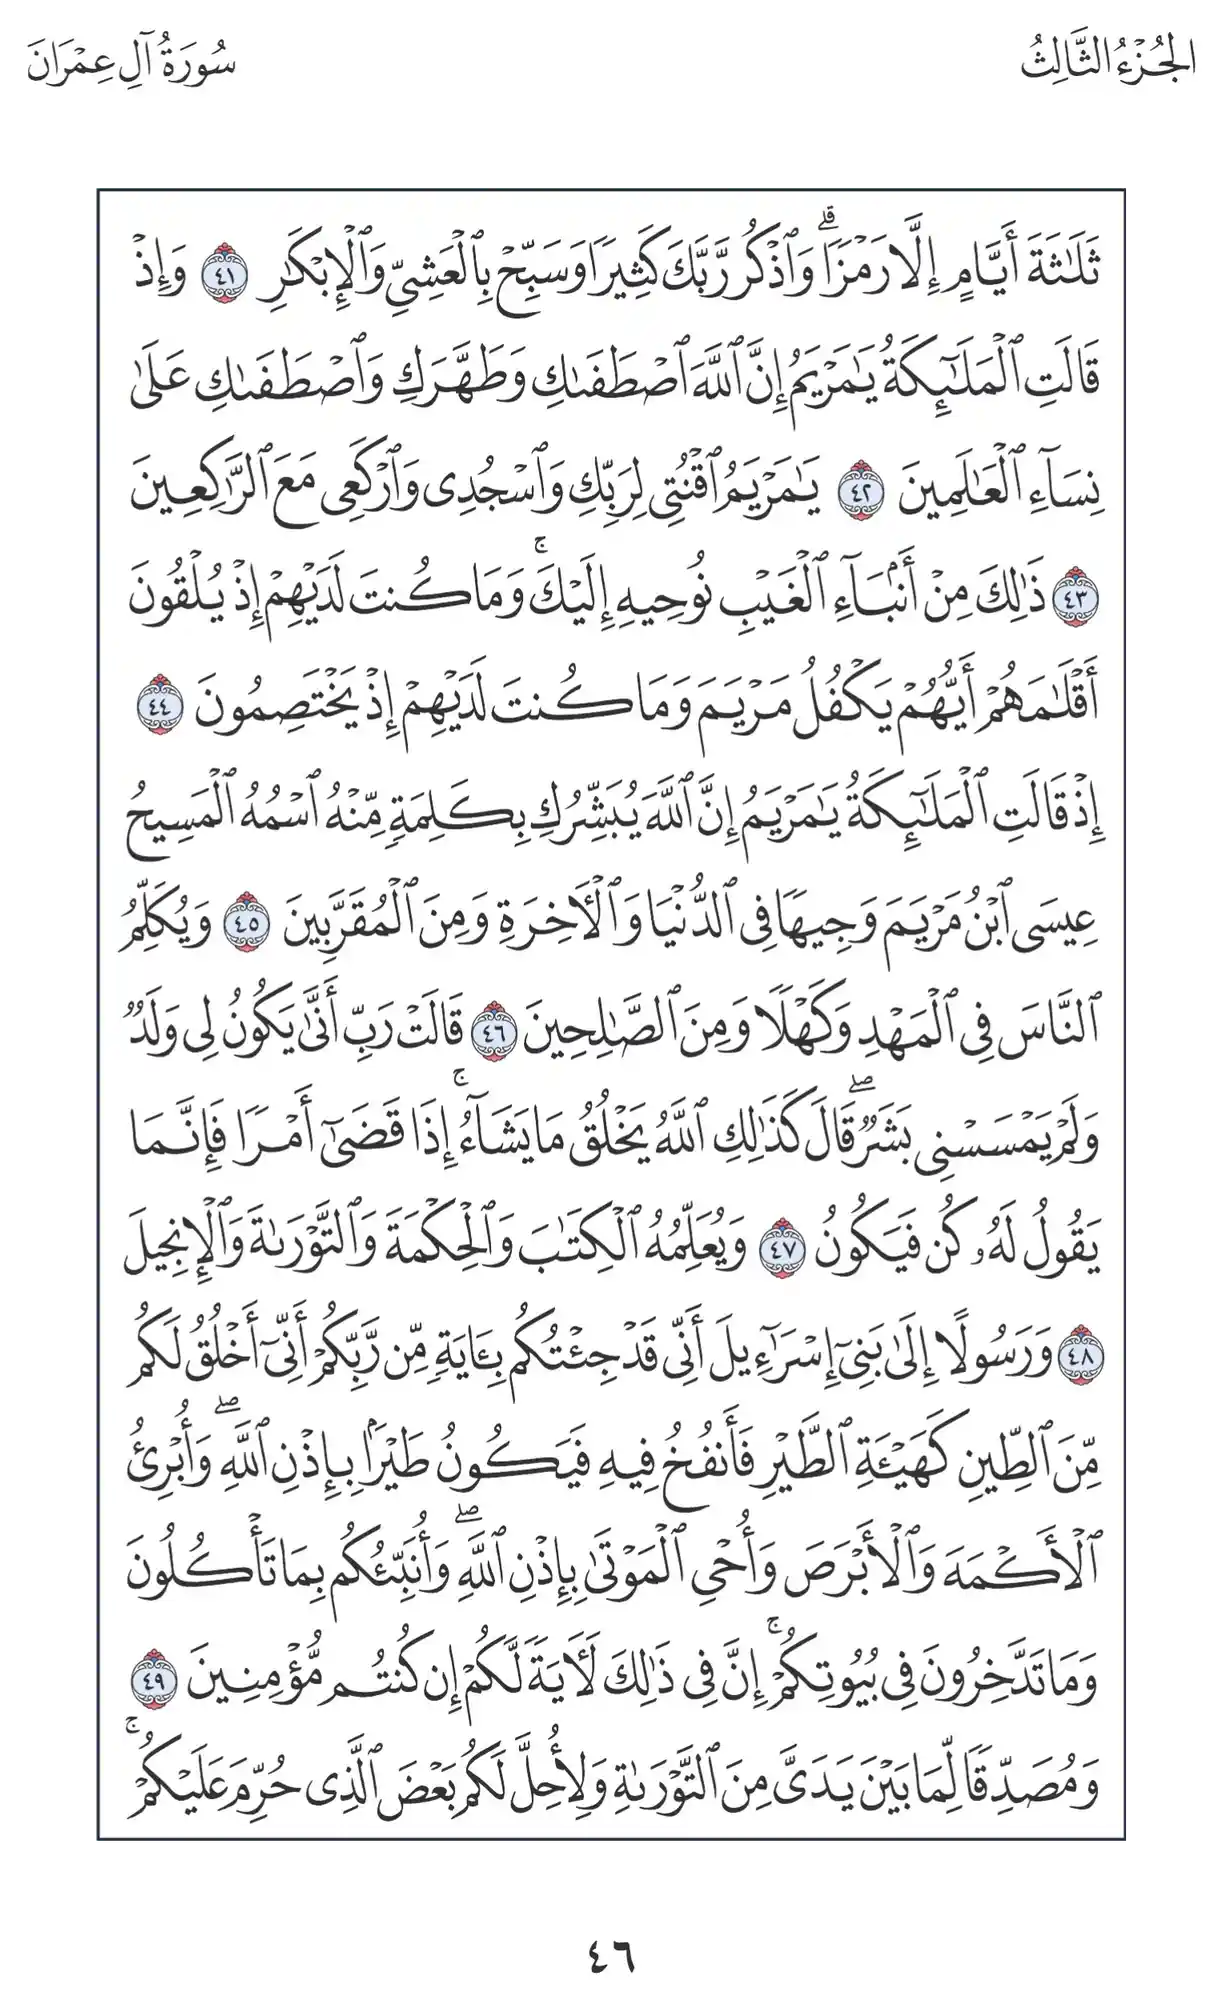 الجُزْءُ الثَّالِثُ
سُورَةُ آلِ عِمْرَانَ
ثَلَٰثَةَ أَيَّامٍ إِلَّا رَمْزًاۗ وَٱذْكُر رَّبَّكَ كَثِيرًا وَسَبِّحْ بِٱلْعَشِىِّ وَٱلْإِبْكَٰرِ ٤١ وَإِذْ
قَالَتِ ٱلْمَلَٰٓئِكَةُ يَٰمَرْيَمُ إِنَّ ٱللَّهَ ٱصْطَفَىٰكِ وَطَهَّرَكِ وَٱصْطَفَىٰكِ عَلَىٰ
نِسَآءِ ٱلْعَٰلَمِينَ ٤٢ يَٰمَرْيَمُ ٱقْنُتِى لِرَبِّكِ وَٱسْجُدِى وَٱرْكَعِى مَعَ ٱلرَّٰكِعِينَ
٤٣ ذَٰلِكَ مِنْ أَنۢبَآءِ ٱلْغَيْبِ نُوحِيهِ إِلَيْكَۚ وَمَا كُنتَ لَدَيْهِمْ إِذْ يُلْقُونَ
أَقْلَٰمَهُمْ أَيُّهُمْ يَكْفُلُ مَرْيَمَ وَمَا كُنتَ لَدَيْهِمْ إِذْ يَخْتَصِمُونَ ٤٤
إِذْ قَالَتِ ٱلْمَلَٰٓئِكَةُ يَٰمَرْيَمُ إِنَّ ٱللَّهَ يُبَشِّرُكِ بِكَلِمَةٍ مِّنْهُ ٱسْمُهُ ٱلْمَسِيحُ
عِيسَى ٱبْنُ مَرْيَمَ وَجِيهًا فِى ٱلدُّنْيَا وَٱلْءَاخِرَةِ وَمِنَ ٱلْمُقَرَّبِينَ ٤٥ وَيُكَلِّمُ
ٱلنَّاسَ فِى ٱلْمَهْدِ وَكَهْلًا وَمِنَ ٱلصَّٰلِحِينَ ٤٦ قَالَتْ رَبِّ أَنَّىٰ يَكُونُ لِى وَلَدٌ
وَلَمْ يَمْسَسْنِى بَشَرٌۖ قَالَ كَذَٰلِكِ ٱللَّهُ يَخْلُقُ مَا يَشَآءُۚ إِذَا قَضَىٰٓ أَمْرًا فَإِنَّمَا
يَقُولُ لَهُۥ كُن فَيَكُونُ ٤٧ وَيُعَلِّمُهُ ٱلْكِتَٰبَ وَٱلْحِكْمَةَ وَٱلتَّوْرَىٰةَ وَٱلْإِنجِيلَ
٤٨ وَرَسُولًا إِلَىٰ بَنِىٓ إِسْرَٰٓءِيلَ أَنِّى قَدْ جِئْتُكُم بِـَٔايَةٍ مِّن رَّبِّكُمْ أَنِّىٓ أَخْلُقُ لَكُم
مِّنَ ٱلطِّينِ كَهَيْـَٔةِ ٱلطَّيْرِ فَأَنفُخُ فِيهِ فَيَكُونُ طَيْرًۢا بِإِذْنِ ٱللَّهِۖ وَأُبْرِئُ
ٱلْأَكْمَهَ وَٱلْأَبْرَصَ وَأُحْىِ ٱلْمَوْتَىٰ بِإِذْنِ ٱللَّهِۖ وَأُنَبِّئُكُم بِمَا تَأْكُلُونَ
وَمَا تَدَّخِرُونَ فِى بُيُوتِكُمْۚ إِنَّ فِى ذَٰلِكَ لَءَايَةً لَّكُمْ إِن كُنتُم مُّؤْمِنِينَ ٤٩
وَمُصَدِّقًا لِّمَا بَيْنَ يَدَىَّ مِنَ ٱلتَّوْرَىٰةِ وَلِأُحِلَّ لَكُم بَعْضَ ٱلَّذِى حُرِّمَ عَلَيْكُمْۚ
٤٦